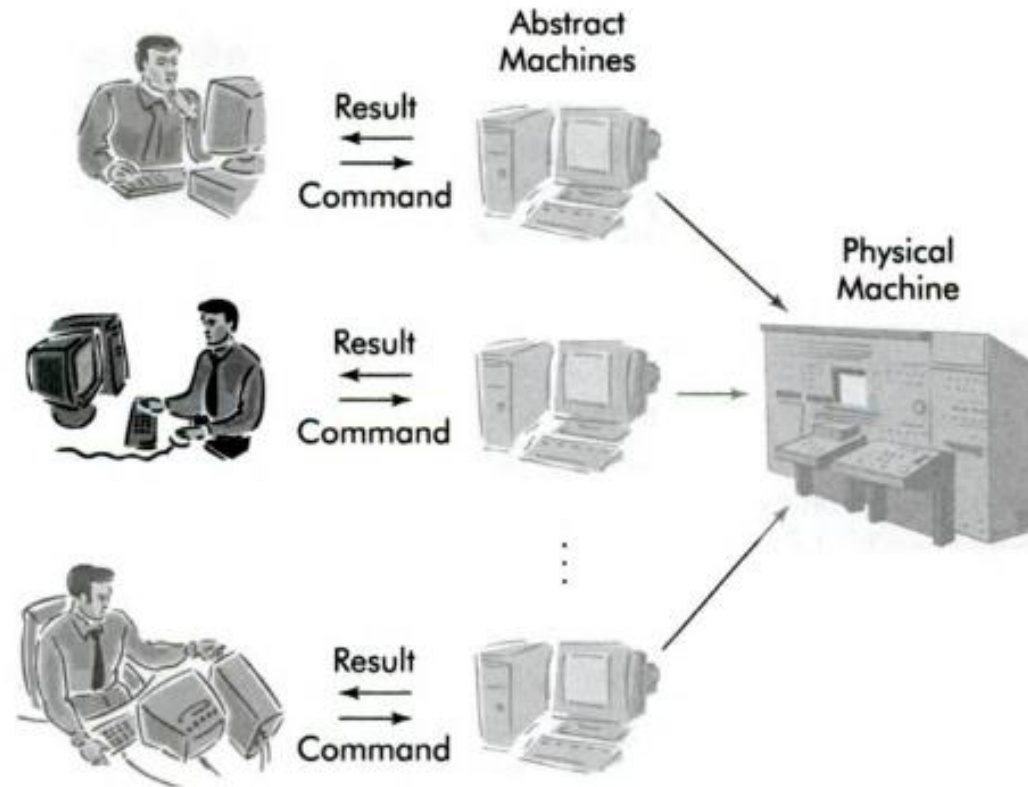 Abstract
Machines
Result
Command
Physical
Machine
Result
Command
⋮
Result
Command